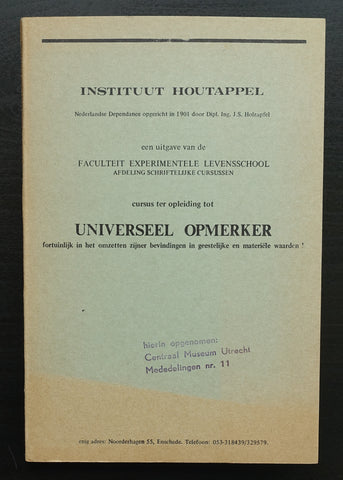 INSTITUUT HOUTAPPEL
Nederlandse Dependance opgericht in 1901 door Dipl. Ing. J.S. Holtapfel
een uitgave van de
FACULTEIT EXPERIMENTELE LEVENSSCHOOL
AFDELING SCHRIFTELIJKE CURSUSSEN
cursus ter opleiding tot
UNIVERSEEL OPMERKER
fortuinlijk in het omzetten zijner bevindingen in geestelijke en materiële waarden !
hierin opgenomen:
Centraal Museum Utrecht
Mededelingen nr. 11
enig adres: Noorderhagen 55, Enschede. Telefoon: 053-318439/329579.